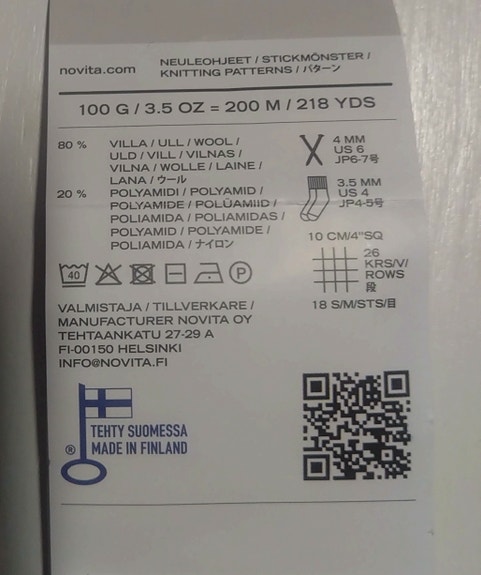 novita.com
NEULEOHJEET / STICKMÖNSTER /
KNITTING PATTERNS / パターン
100 G / 3.5 OZ = 200 M / 218 YDS
80 %
VILLA / ULL / WOOL /
ULD / VILL / VILNAS /
VILNA / WOLLE / LAINE /
LANA / ウール
20 %
POLYAMIDI / POLYAMID /
POLYAMIDE / POLÜAMIID /
POLIAMIDA / POLIAMIDAS /
POLYAMID / POLYAMIDE /
POLIAMIDA / ナイロン
4 MM
US 6
JP6-7号
3.5 MM
US 4
JP4-5号
10 CM/4"SQ
26
KRS/V/
ROWS
段
18 S/M/STS/目
40
P
VALMISTAJA / TILLVERKARE /
MANUFACTURER NOVITA OY
TEHTAANKATU 27-29 A
FI-00150 HELSINKI
INFO@NOVITA.FI
TEHTY SUOMESSA
® MADE IN FINLAND